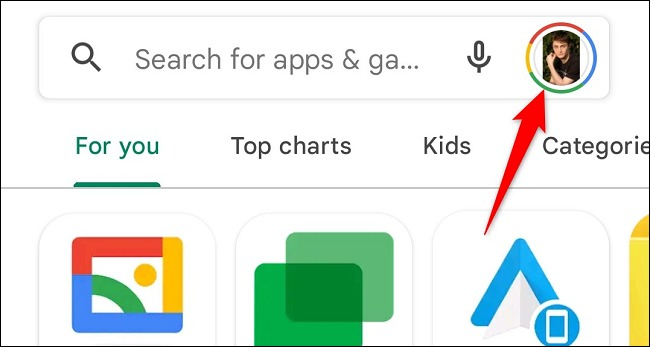 Search for apps & ga...
For you Top charts Kids Categorie